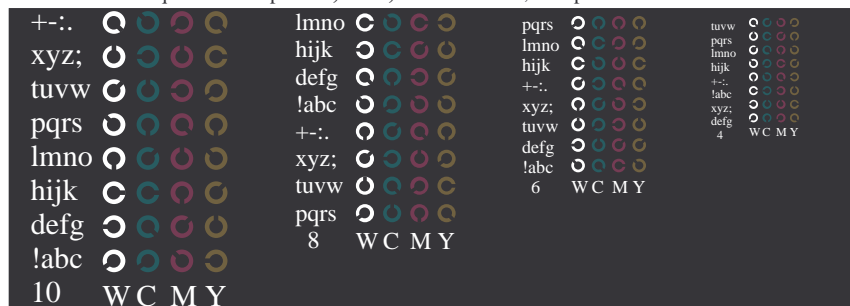 +-:.
xyz;
tuvw
pqrs
lmno
hijk
defg
!abc
10 W C M Y
lmno
hijk
defg
!abc
+-:.
xyz;
tuvw
pqrs
8 W C M Y
pqrs
lmno
hijk
+-:.
xyz;
tuvw
defg
!abc
6 W C M Y
tuvw
pqrs
lmno
hijk
+-:.
!abc
xyz;
defg
4 W C M Y